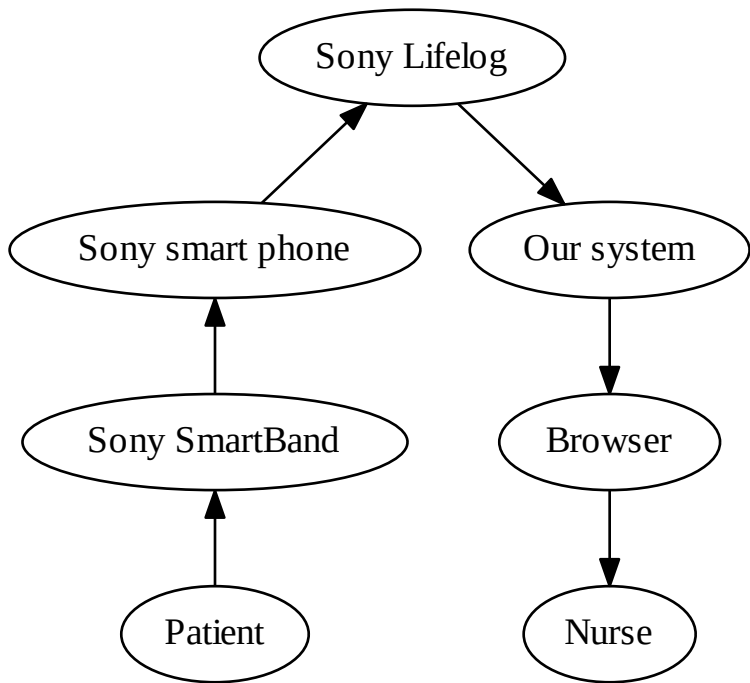 Sony Lifelog
Sony smart phone
Our system
Sony SmartBand
Browser
Patient
Nurse